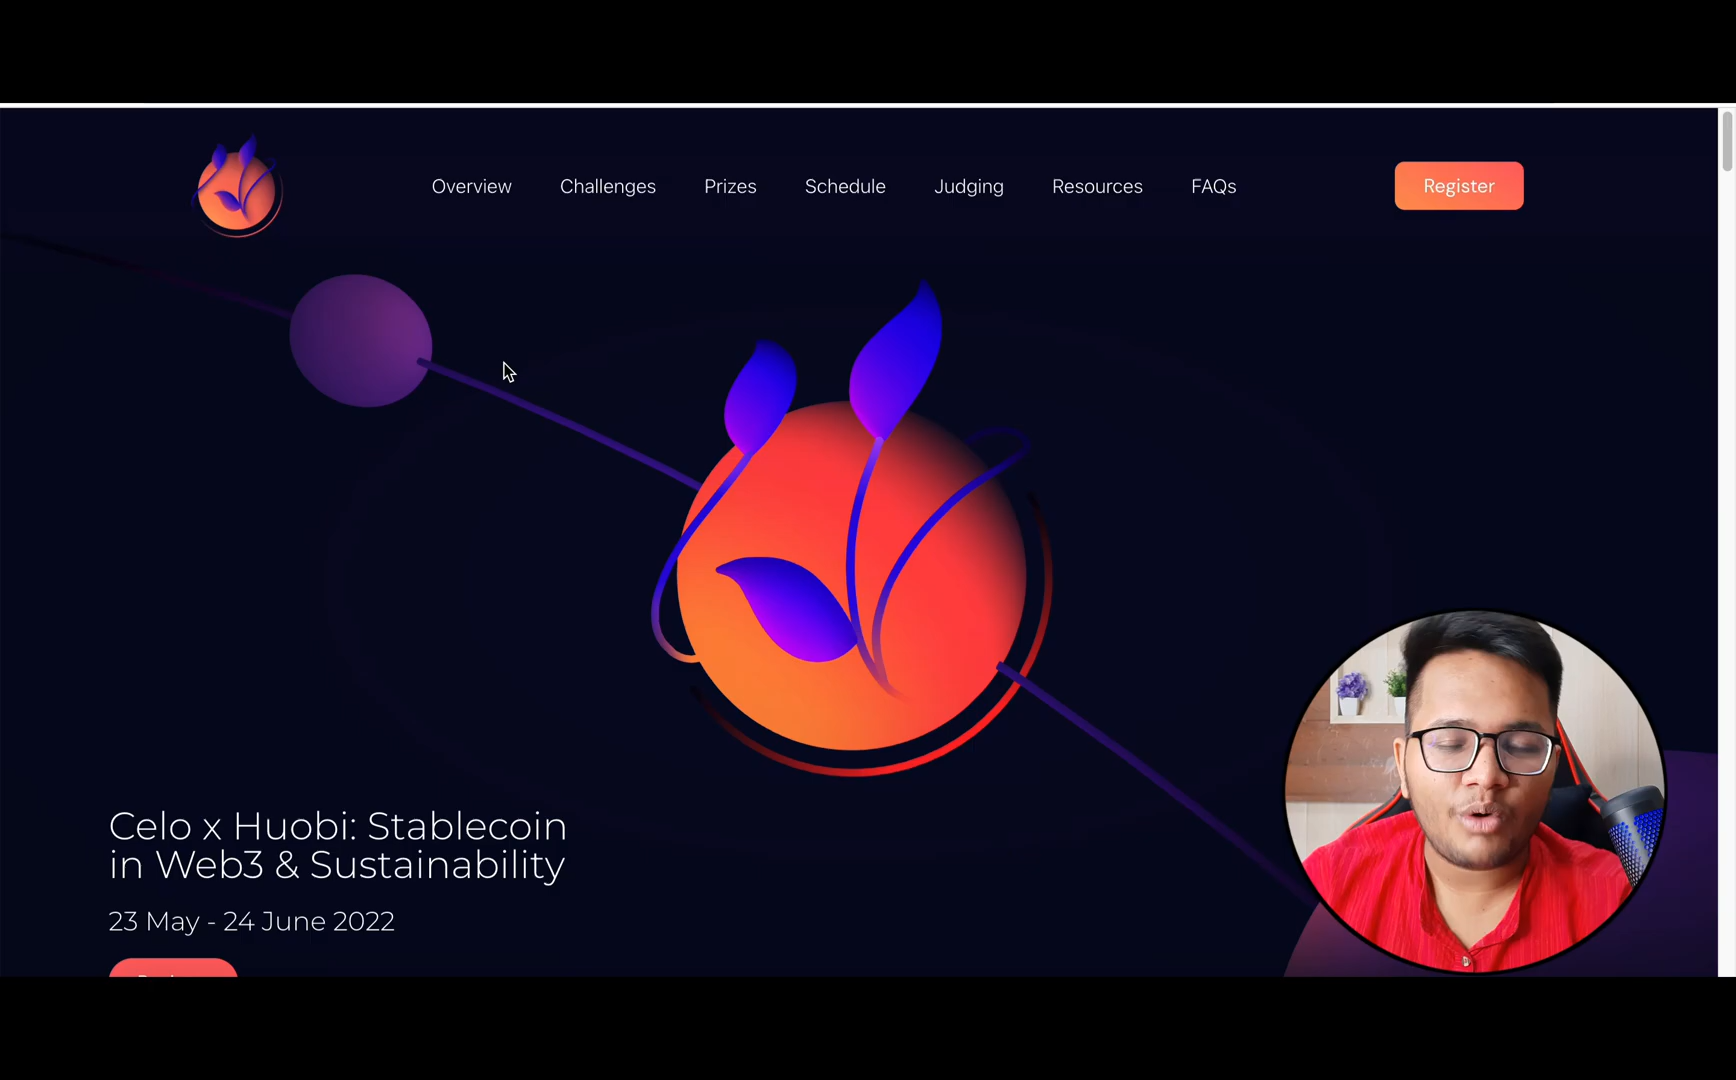 Overview Challenges Prizes Schedule Judging Resources FAQs Register
Celo x Huobi: Stablecoin
in Web3 & Sustainability
23 May - 24 June 2022